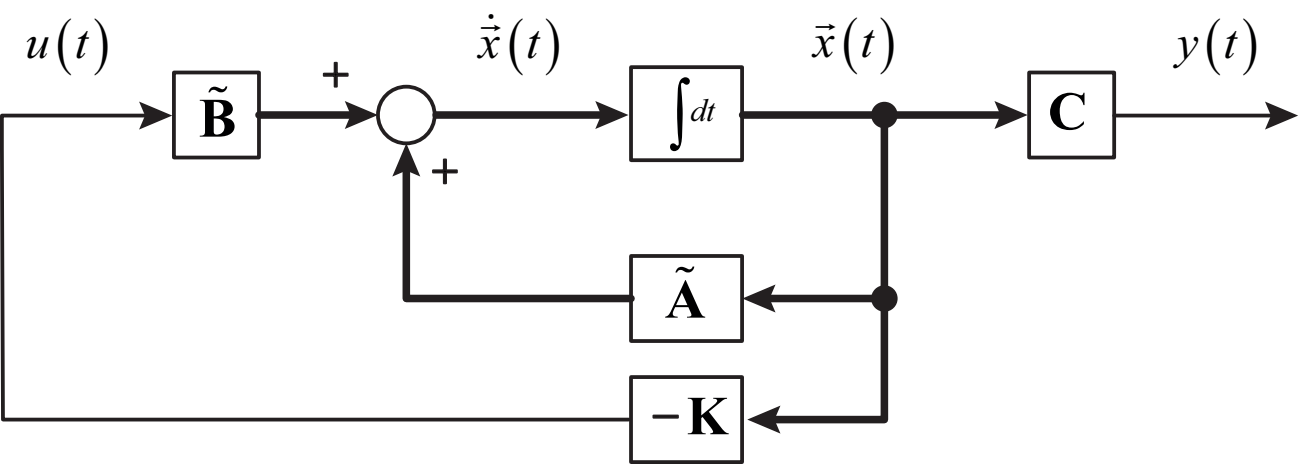 u(t) ẋ⃗(t) x⃗(t) y(t)
+
B̃ ∫dt C
+
Ã
−K